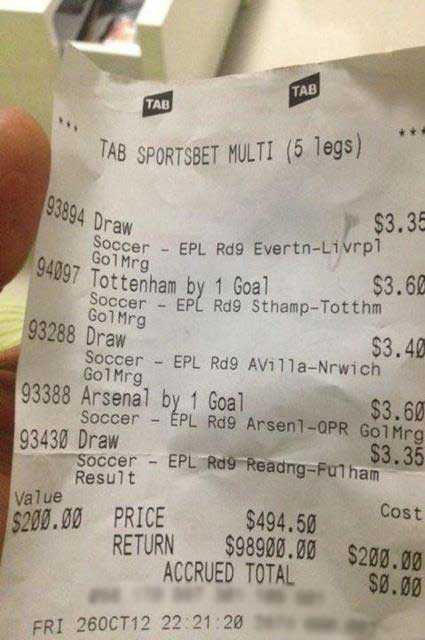 TAB TAB
*** TAB SPORTSBET MULTI (5 legs) ***
93894 Draw $3.35
Soccer - EPL Rd9 Evertn-Livrpl
GolMrg
94097 Tottenham by 1 Goal $3.60
Soccer - EPL Rd9 Sthamp-Totthm
GolMrg
93288 Draw $3.40
Soccer - EPL Rd9 AVilla-Nrwich
GolMrg
93388 Arsenal by 1 Goal $3.60
Soccer - EPL Rd9 Arsenl-QPR GolMrg
93430 Draw $3.35
Soccer - EPL Rd9 Readng-Fulham
Result
Value Cost
$200.00 PRICE $494.50
RETURN $98900.00 $200.00
ACCRUED TOTAL $0.00
FRI 26OCT12 22:21:20